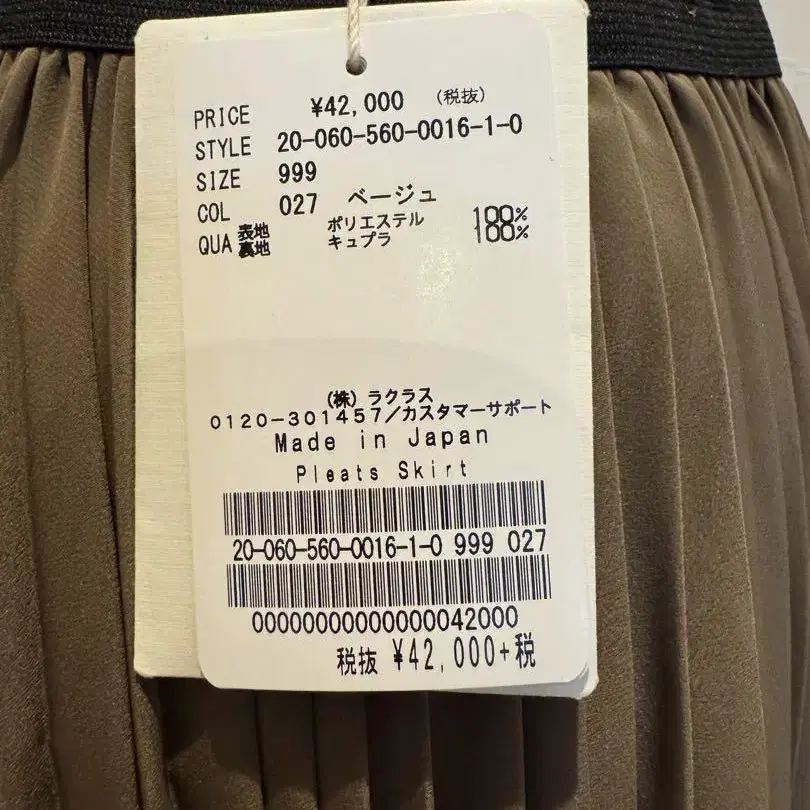 PRICE ¥42,000 (税抜)
STYLE 20-060-560-0016-1-0
SIZE 999
COL 027 ベージュ
QUA 表地 ポリエステル 100%
裏地 キュプラ 100%
(株) ラクラス
0120-301457/カスタマーサポート
Made in Japan
Pleats Skirt
20-060-560-0016-1-0 999 027
00000000000000042000
税抜 ¥42,000+税